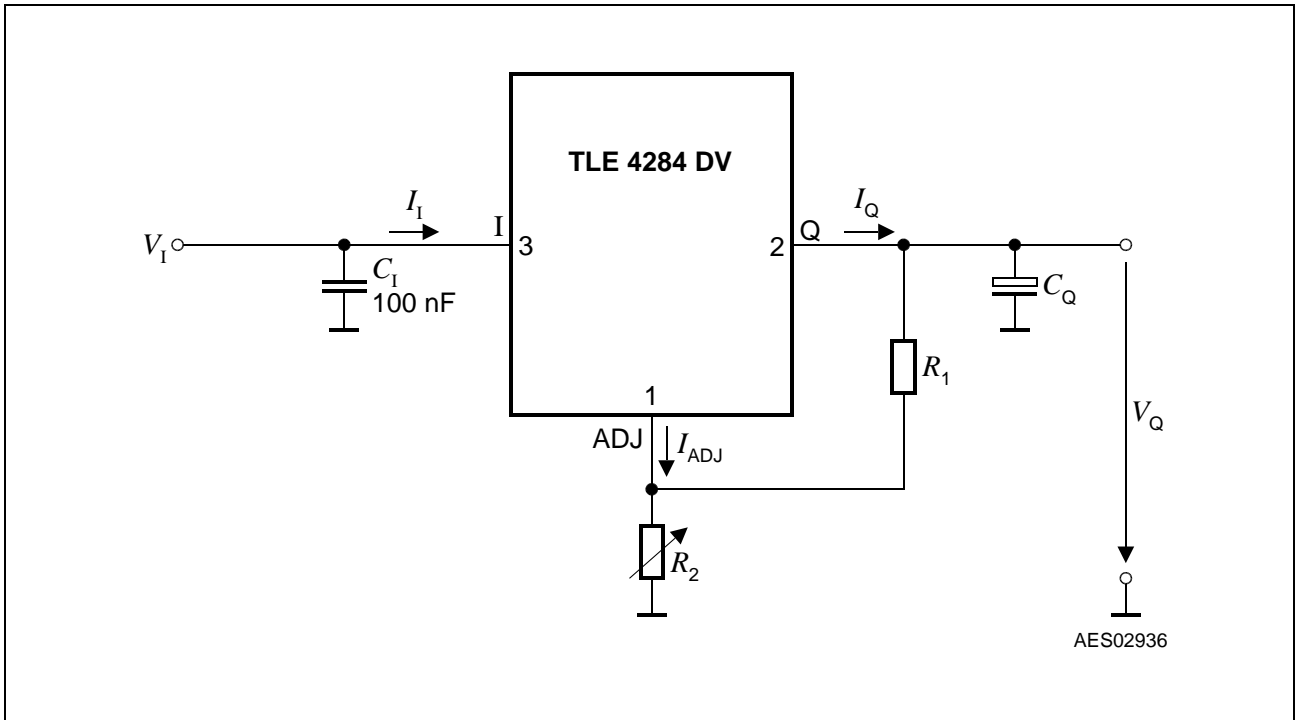 TLE 4284 DV
I_I
I_Q
V_I
I
3
2
Q
C_I
100 nF
C_Q
R_1
1
V_Q
ADJ
I_ADJ
R_2
AES02936